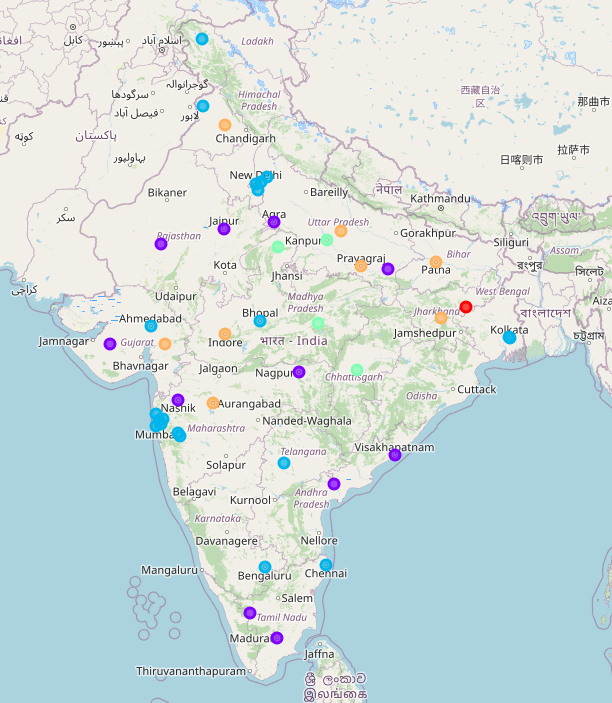 کابل
پېښور
اسلام آباد
Ladakh
گوجرانوالہ
سرگودھا
فیصل آباد
لاہور
Himachal
Pradesh
西藏自治
区
那曲市
کوئٹہ
پاکستان
Chandigarh
拉萨市
日喀则市
بہاولپور
New Delhi
Bikaner
Bareilly
नेपाल
Kathmandu
سکر
Agra
Jaipur
Uttar Pradesh
Rajasthan
Kanpur
Gorakhpur
Siliguri
Assam
Kota
Prayagraj
Bihar
Patna
রংপুর
সিলেট
Jhansi
کراچی
Udaipur
Madhya
Pradesh
West Bengal
Ahmedabad
Bhopal
Jharkhand
বাংলাদেশ
Aiza
Jamnagar
Gujarat
Indore
भारत - India
Jamshedpur
Kolkata
চট্টগ্রাম
Bhavnagar
Jalgaon
Nagpur
Chhattisgarh
Cuttack
Odisha
Nashik
Aurangabad
Nanded-Waghala
Mumba
Maharashtra
Visakhapatnam
Telangana
Solapur
Belagavi
Kurnool
Andhra
Pradesh
Karnataka
Davanagere
Nellore
Mangaluru
Bengaluru
Chennai
Salem
Tamil Nadu
Madurai
Jaffna
Thiruvananthapuram
ශ්‍රී ලංකාව
இலங்கை